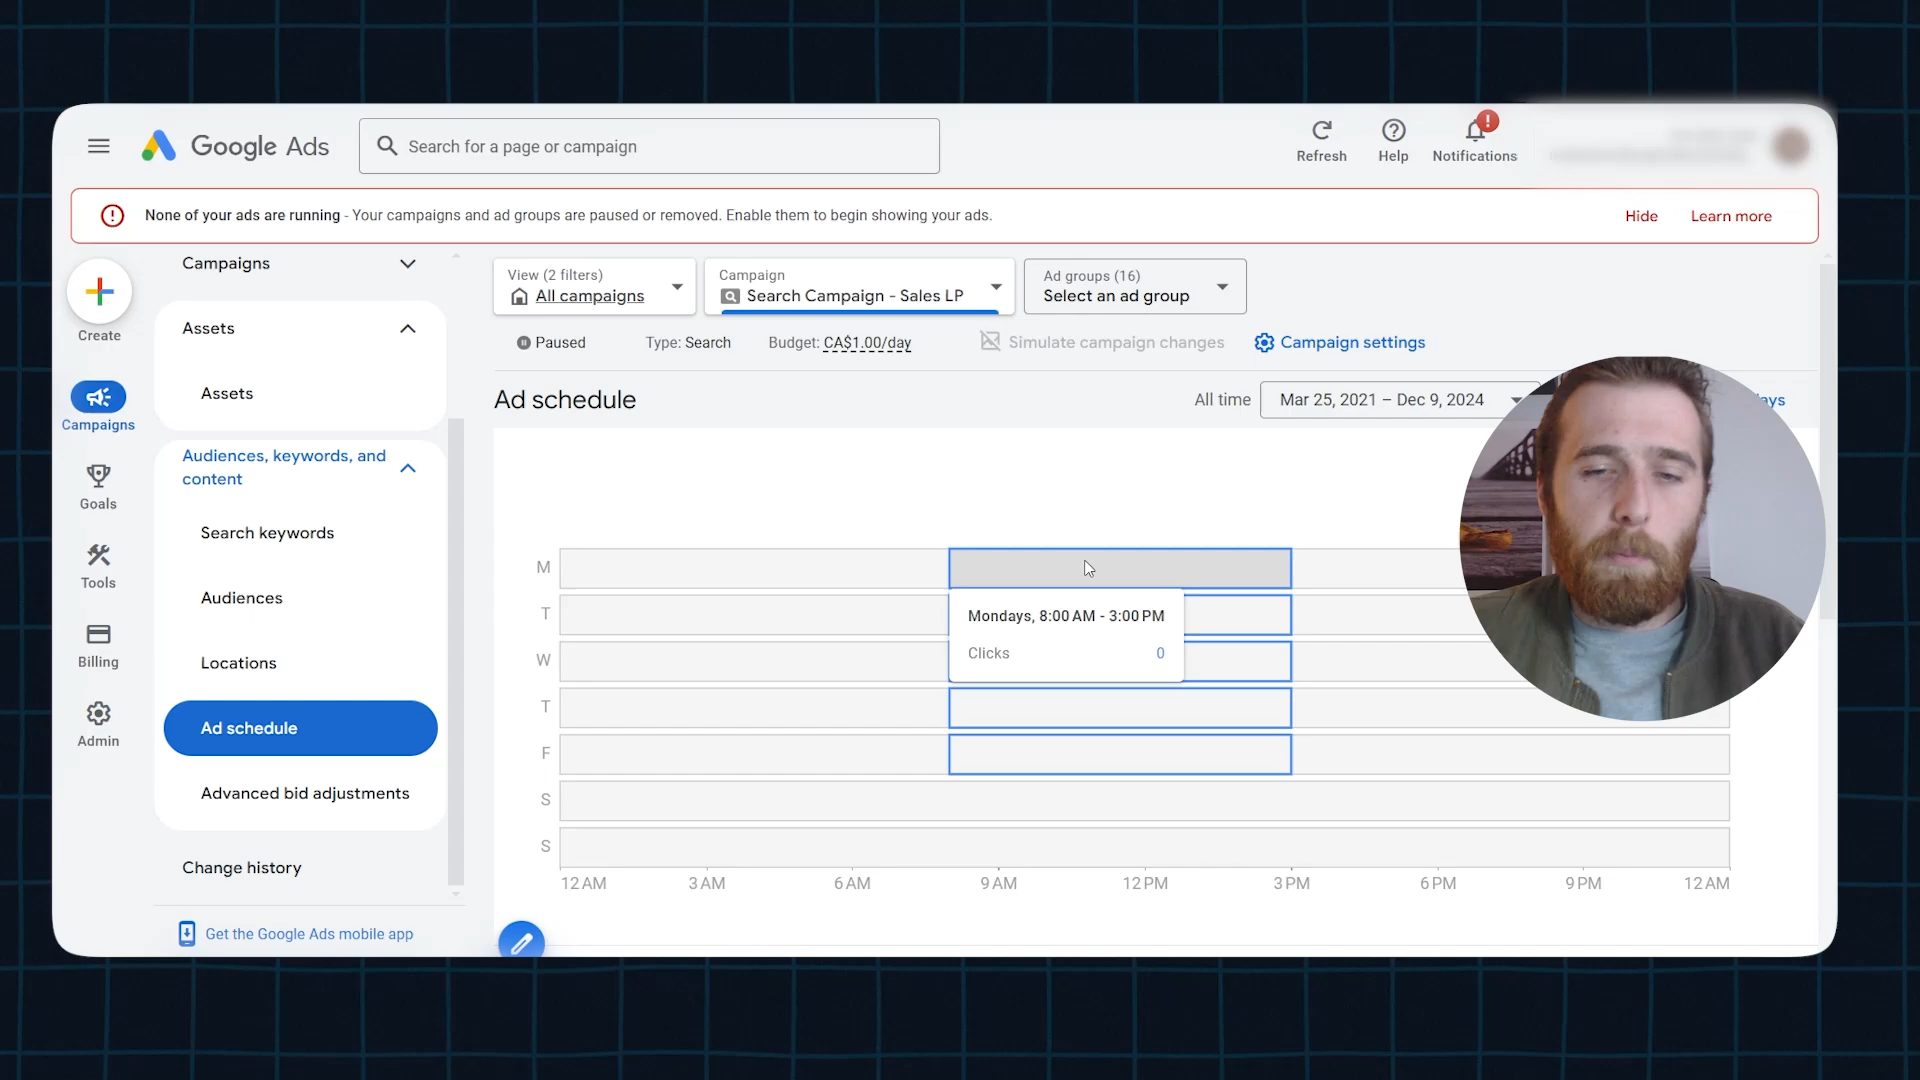 Google Ads
Search for a page or campaign
Refresh
Help
Notifications
None of your ads are running - Your campaigns and ad groups are paused or removed. Enable them to begin showing your ads.
Hide
Learn more
Create
Campaigns
Goals
Tools
Billing
Admin
Campaigns
Assets
Assets
Audiences, keywords, and
content
Search keywords
Audiences
Locations
Ad schedule
Advanced bid adjustments
Change history
Get the Google Ads mobile app
View (2 filters)
All campaigns
Campaign
Search Campaign - Sales LP
Ad groups (16)
Select an ad group
Paused
Type: Search
Budget: CA$1.00/day
Simulate campaign changes
Campaign settings
Ad schedule
All time
Mar 25, 2021 – Dec 9, 2024
M
T
W
T
F
S
S
Mondays, 8:00 AM - 3:00 PM
Clicks 0
12 AM 3 AM 6 AM 9 AM 12 PM 3 PM 6 PM 9 PM 12 AM